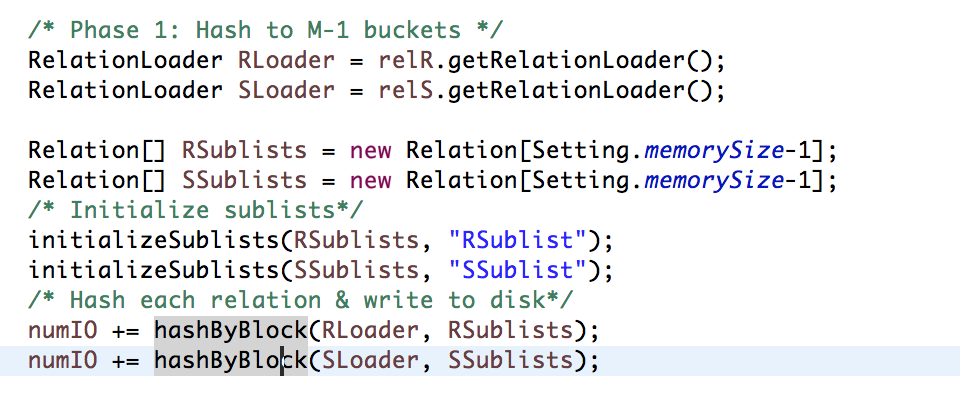 /* Phase 1: Hash to M-1 buckets */
RelationLoader RLoader = relR.getRelationLoader();
RelationLoader SLoader = relS.getRelationLoader();
Relation[] RSublists = new Relation[Setting.memorySize-1];
Relation[] SSublists = new Relation[Setting.memorySize-1];
/* Initialize sublists*/
initializeSublists(RSublists, "RSublist");
initializeSublists(SSublists, "SSublist");
/* Hash each relation & write to disk*/
numIO += hashByBlock(RLoader, RSublists);
numIO += hashByBlock(SLoader, SSublists);